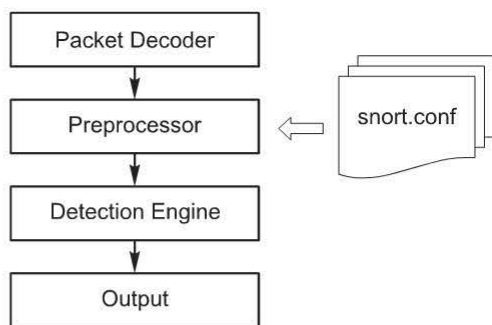 Packet Decoder
Preprocessor
snort.conf
Detection Engine
Output